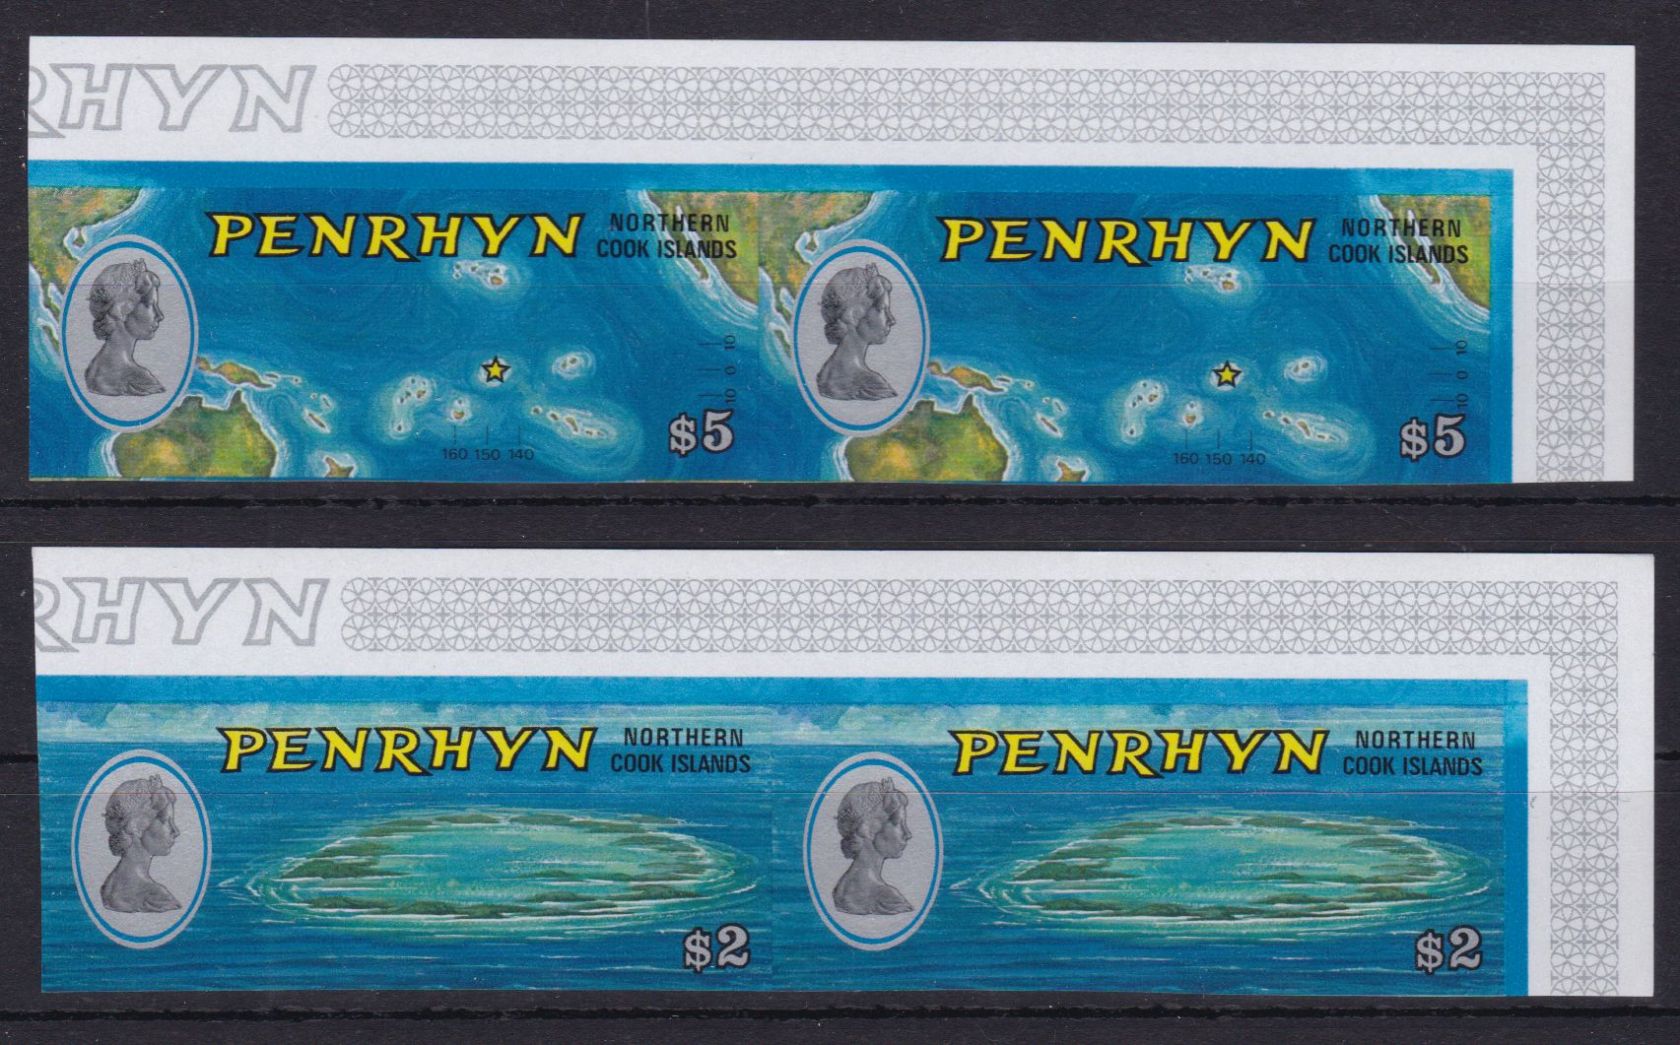 RHYN
PENRHYN NORTHERN COOK ISLANDS
10 0 10
160 150 140
$5
PENRHYN NORTHERN COOK ISLANDS
10 0 10
160 150 140
$5
RHYN
PENRHYN NORTHERN COOK ISLANDS
$2
PENRHYN NORTHERN COOK ISLANDS
$2